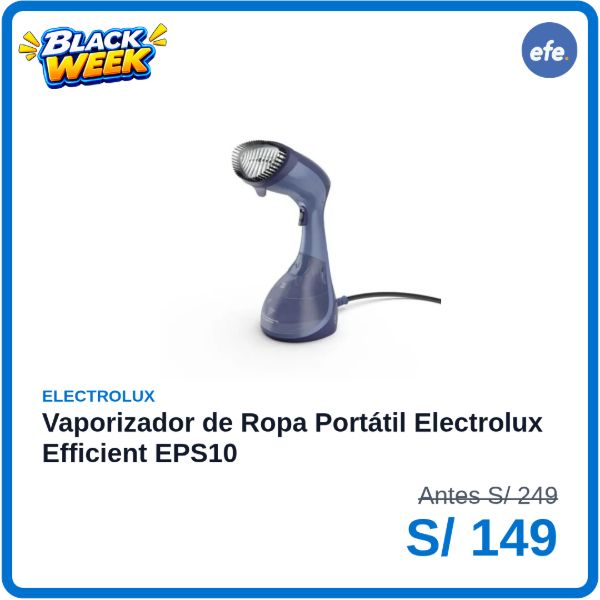 BLACK
WEEK
efe.
ELECTROLUX
Vaporizador de Ropa Portátil Electrolux
Efficient EPS10
Antes S/ 249
S/ 149